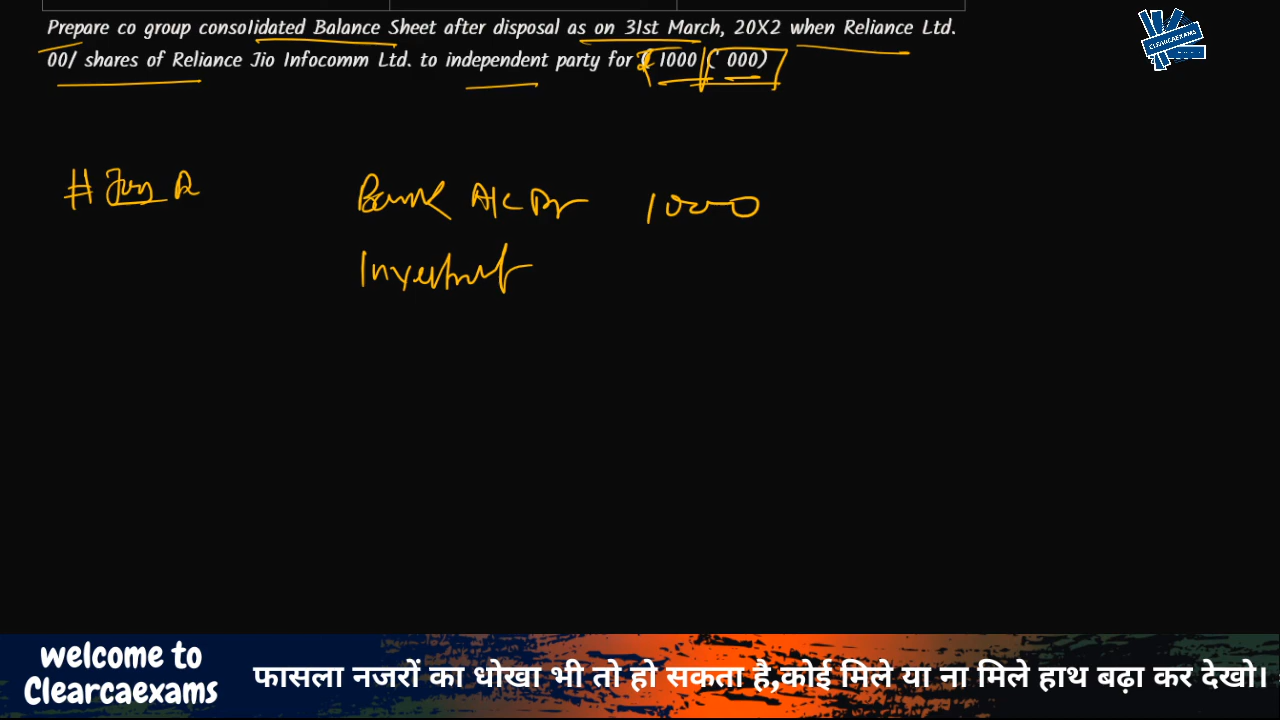 Prepare co group consolidated Balance Sheet after disposal as on 31st March, 20X2 when Reliance Ltd.
00/ shares of Reliance Jio Infocomm Ltd. to independent party for 1000 ( 000)
CLEARCAEXAMS
Bank A/c Dr 1000
Investment
welcome to
Clearcaexams
फासला नजरों का धोखा भी तो हो सकता है,कोई मिले या ना मिले हाथ बढ़ा कर देखो।